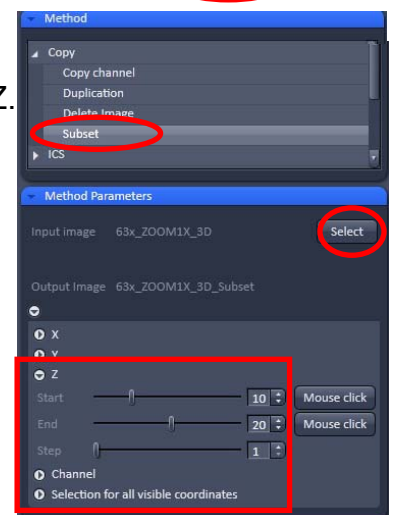 Method
Copy
Copy channel
Duplication
Delete Image
Z.
Subset
ICS
Method Parameters
Input image 63x_ZOOM1X_3D Select
Output Image 63x_ZOOM1X_3D_Subset
X
Y
Z
Start 10 Mouse click
End 20 Mouse click
Step 1
Channel
Selection for all visible coordinates